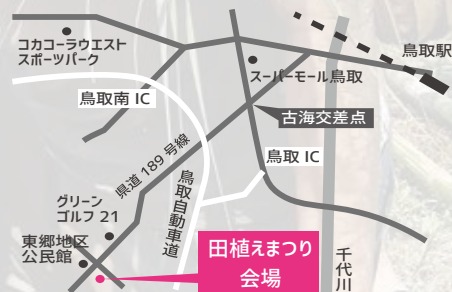 コカコーラウエスト
スポーツパーク
鳥取駅
スーパーモール鳥取
鳥取南 IC
古海交差点
鳥取 IC
県道 189 号線
鳥取自動車道
グリーン
ゴルフ 21
東郷地区
公民館
田植えまつり
会場
千代川